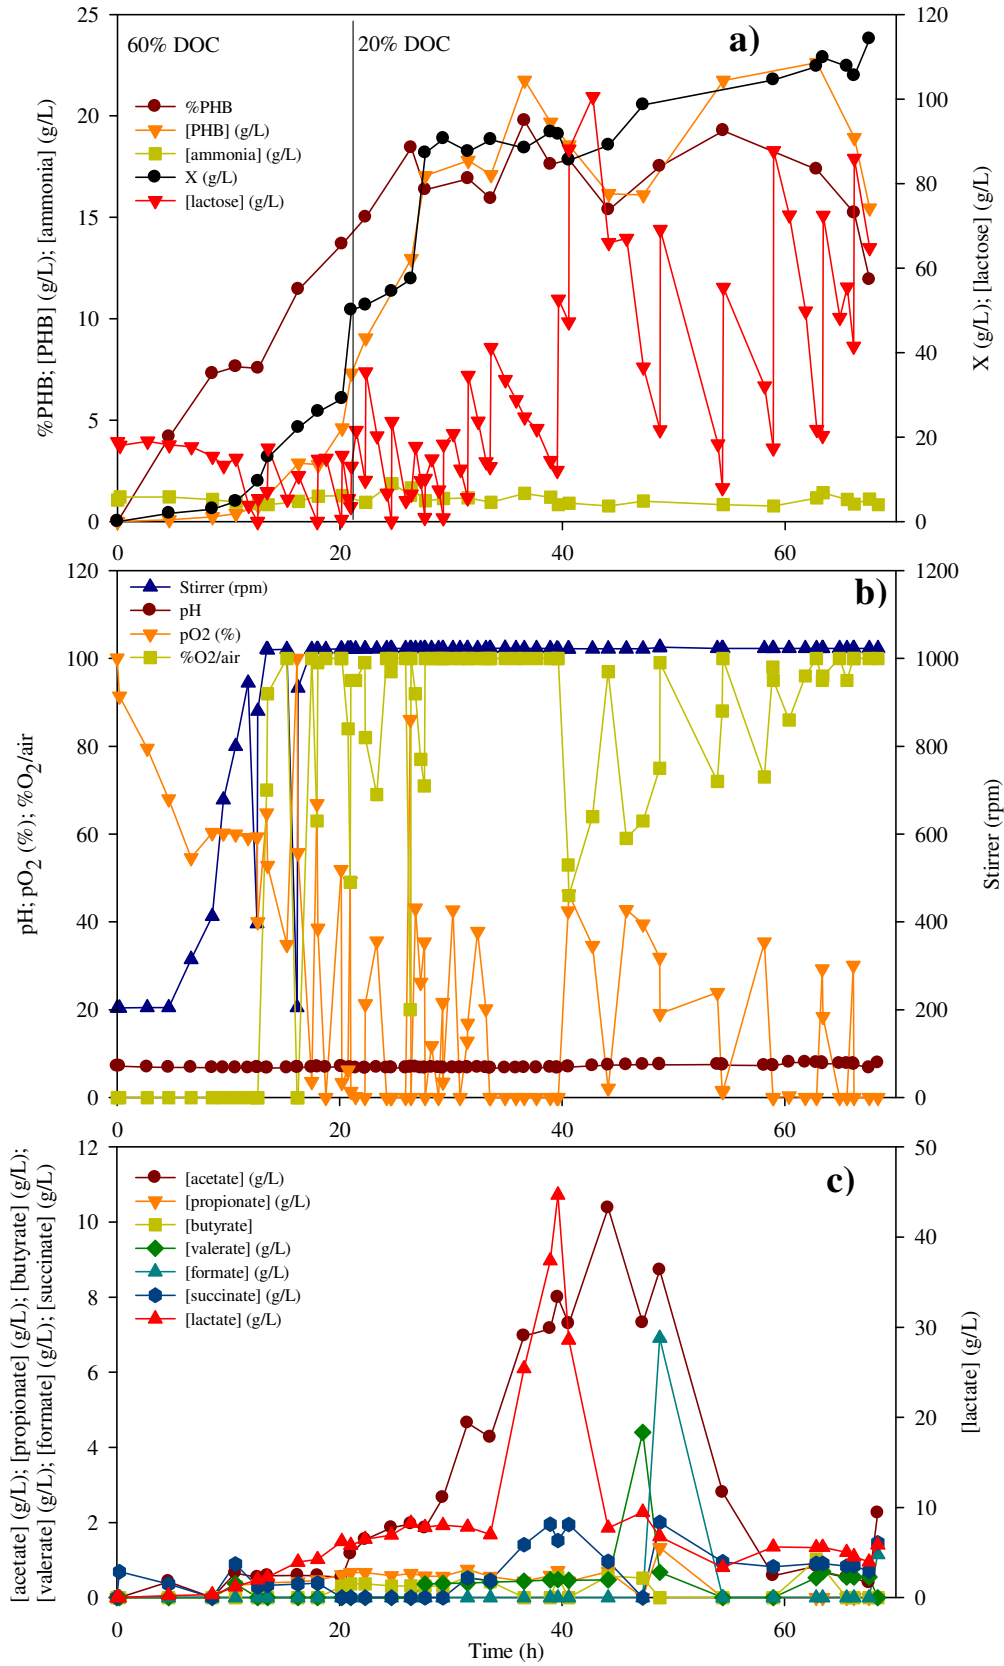 60% DOC
20% DOC
a)
%PHB
[PHB] (g/L)
[ammonia] (g/L)
X (g/L)
[lactose] (g/L)
%PHB; [PHB] (g/L); [ammonia] (g/L)
0
5
10
15
20
25
X (g/L); [lactose] (g/L)
0
20
40
60
80
100
120
0
20
40
60
b)
Stirrer (rpm)
pH
pO2 (%)
%O2/air
pH; pO2 (%); %O2/air
0
20
40
60
80
100
120
Stirrer (rpm)
0
200
400
600
800
1000
1200
0
20
40
60
c)
[acetate] (g/L)
[propionate] (g/L)
[butyrate]
[valerate] (g/L)
[formate] (g/L)
[succinate] (g/L)
[lactate] (g/L)
[acetate] (g/L); [propionate] (g/L); [butyrate] (g/L);
[valerate] (g/L); [formate] (g/L); [succinate] (g/L)
0
2
4
6
8
10
12
[lactate] (g/L)
0
10
20
30
40
50
0
20
40
60
Time (h)